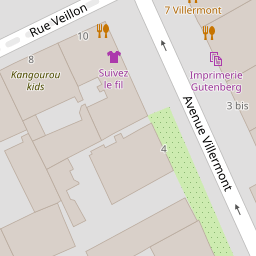 Rue Veillon
7 Villermont
10
8
Kangourou
kids
Suivez
le fil
Imprimerie
Gutenberg
3 bis
Avenue Villermont
4